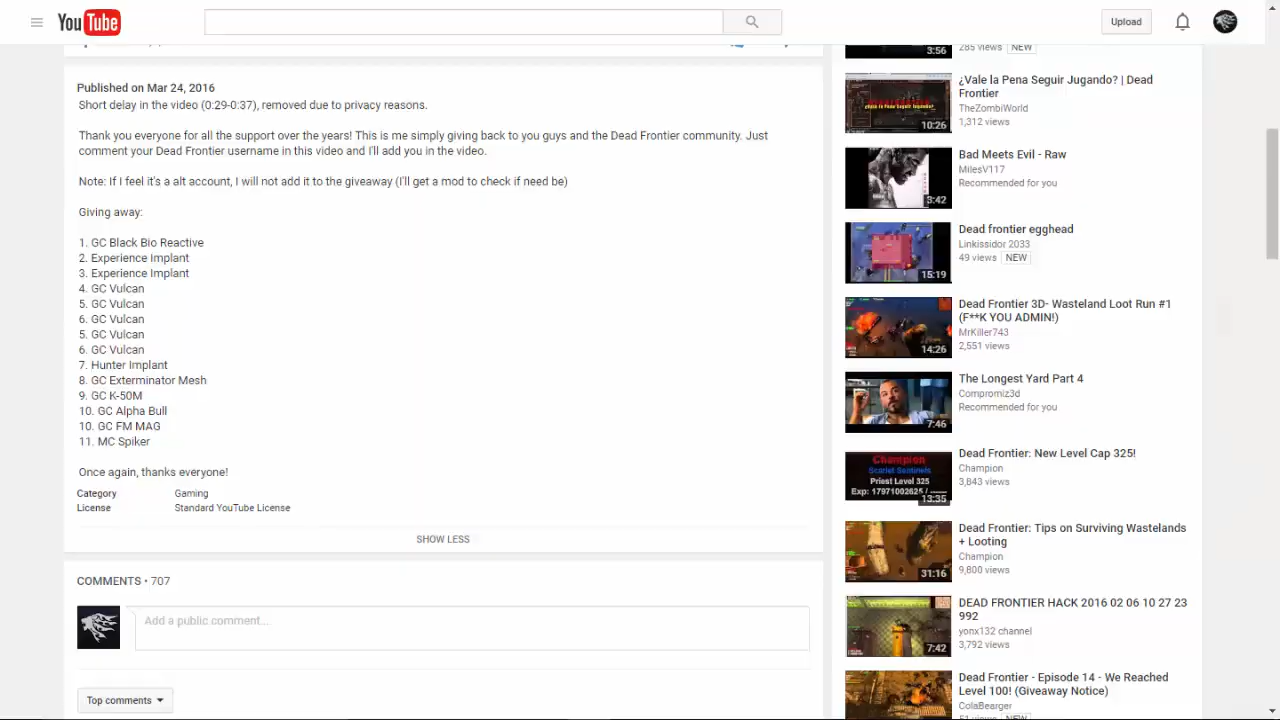 YouTube
Upload
Short delay in the video (0:36-0:37), removed due to privacy reasons.
Thank you everyone for all the support over the years! This is me simply giving it back you guys and the Dead Frontier community. Just
comment your Dead Frontier username in this video and I'll add you to the video.
Note: If I feel it's a alt account, I will not count to the giveaway (I'll get a mod to check if need be)
Giving away:
1. GC Black Bio Reactive
2. Experience Implant
3. Experience Implant
4. GC Vulcan
5. GC Vulcan
6. GC Vulcan
5. GC Vulcan
6. GC Vulcan
7. Hunter Implant
8. GC Exterminator Mesh
9. GC K-50M
10. GC Alpha Bull
10. GC FM MAG
11. MC Spiker
Once again, thanks everyone!
Category Gaming
License Standard YouTube License
SHOW LESS
COMMENTS
Add a public comment...
Top comments
3:56
285 views NEW
¿Vale la Pena Seguir Jugando? | Dead
Frontier
TheZombiWorld
1,312 views
10:26
Bad Meets Evil - Raw
MilesV117
Recommended for you
3:42
Dead frontier egghead
Linkissidor 2033
49 views NEW
15:19
Dead Frontier 3D- Wasteland Loot Run #1
(F**K YOU ADMIN!)
MrKiller743
2,551 views
14:26
The Longest Yard Part 4
Compromiz3d
Recommended for you
7:46
Champion
Scarlet Sentinels
Priest Level 325
Exp: 17971002625 /
13:35
Dead Frontier: New Level Cap 325!
Champion
3,843 views
Dead Frontier: Tips on Surviving Wastelands
+ Looting
Champion
9,800 views
31:16
DEAD FRONTIER HACK 2016 02 06 10 27 23
992
yonx132 channel
3,792 views
7:42
Dead Frontier - Episode 14 - We Reached
Level 100! (Giveaway Notice)
ColaBearger
51 views NEW